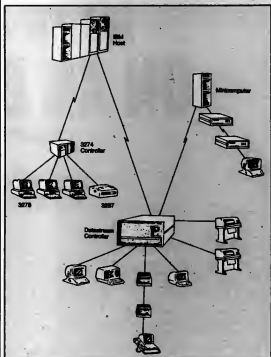 IBM
Host
Minicomputer
3274
Controller
3278
3287
Datastream
Controller